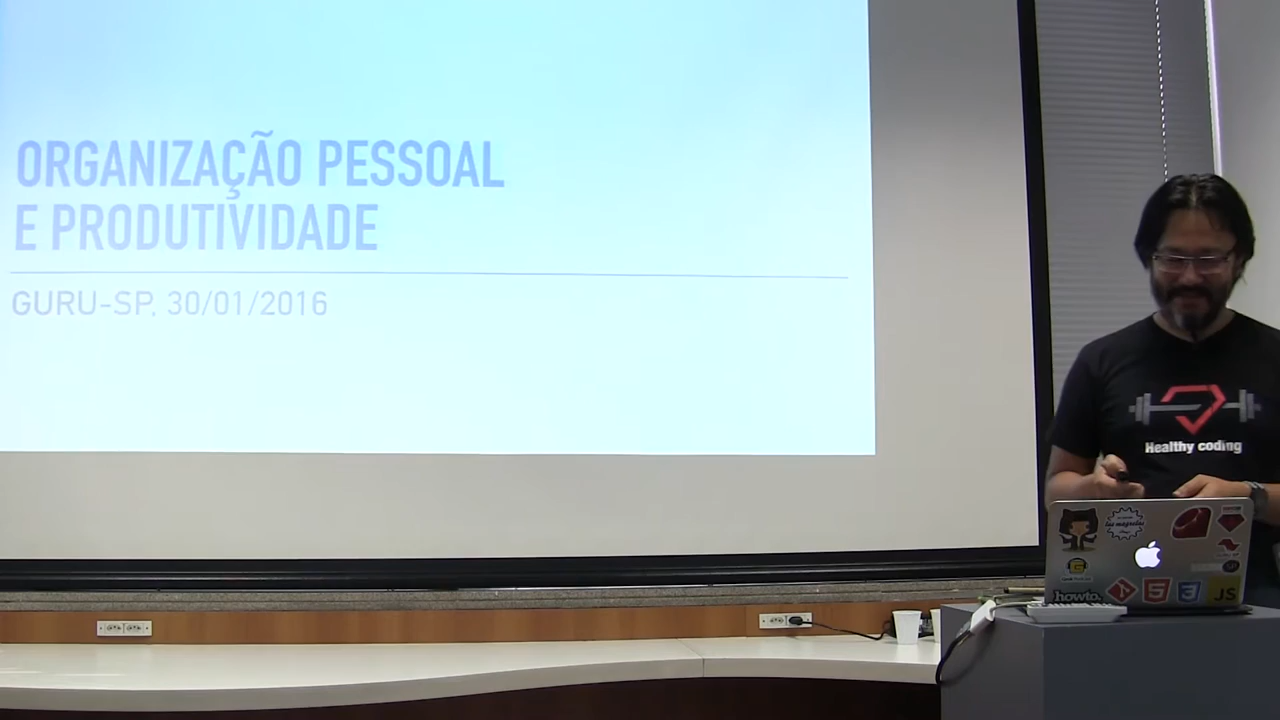 ORGANIZAÇÃO PESSOAL
E PRODUTIVIDADE
GURU-SP, 30/01/2016
Healthy coding
howto.
JS